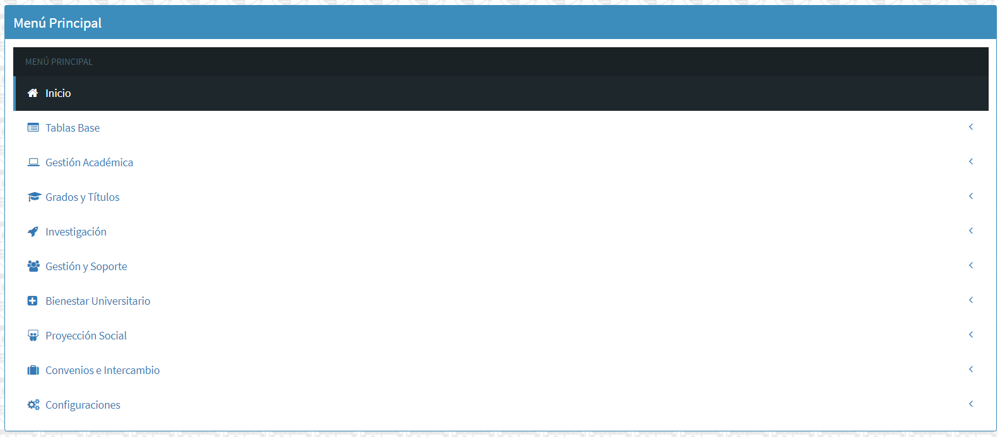 Menú Principal
MENÚ PRINCIPAL
Inicio
Tablas Base
Gestión Académica
Grados y Títulos
Investigación
Gestión y Soporte
Bienestar Universitario
Proyección Social
Convenios e Intercambio
Configuraciones